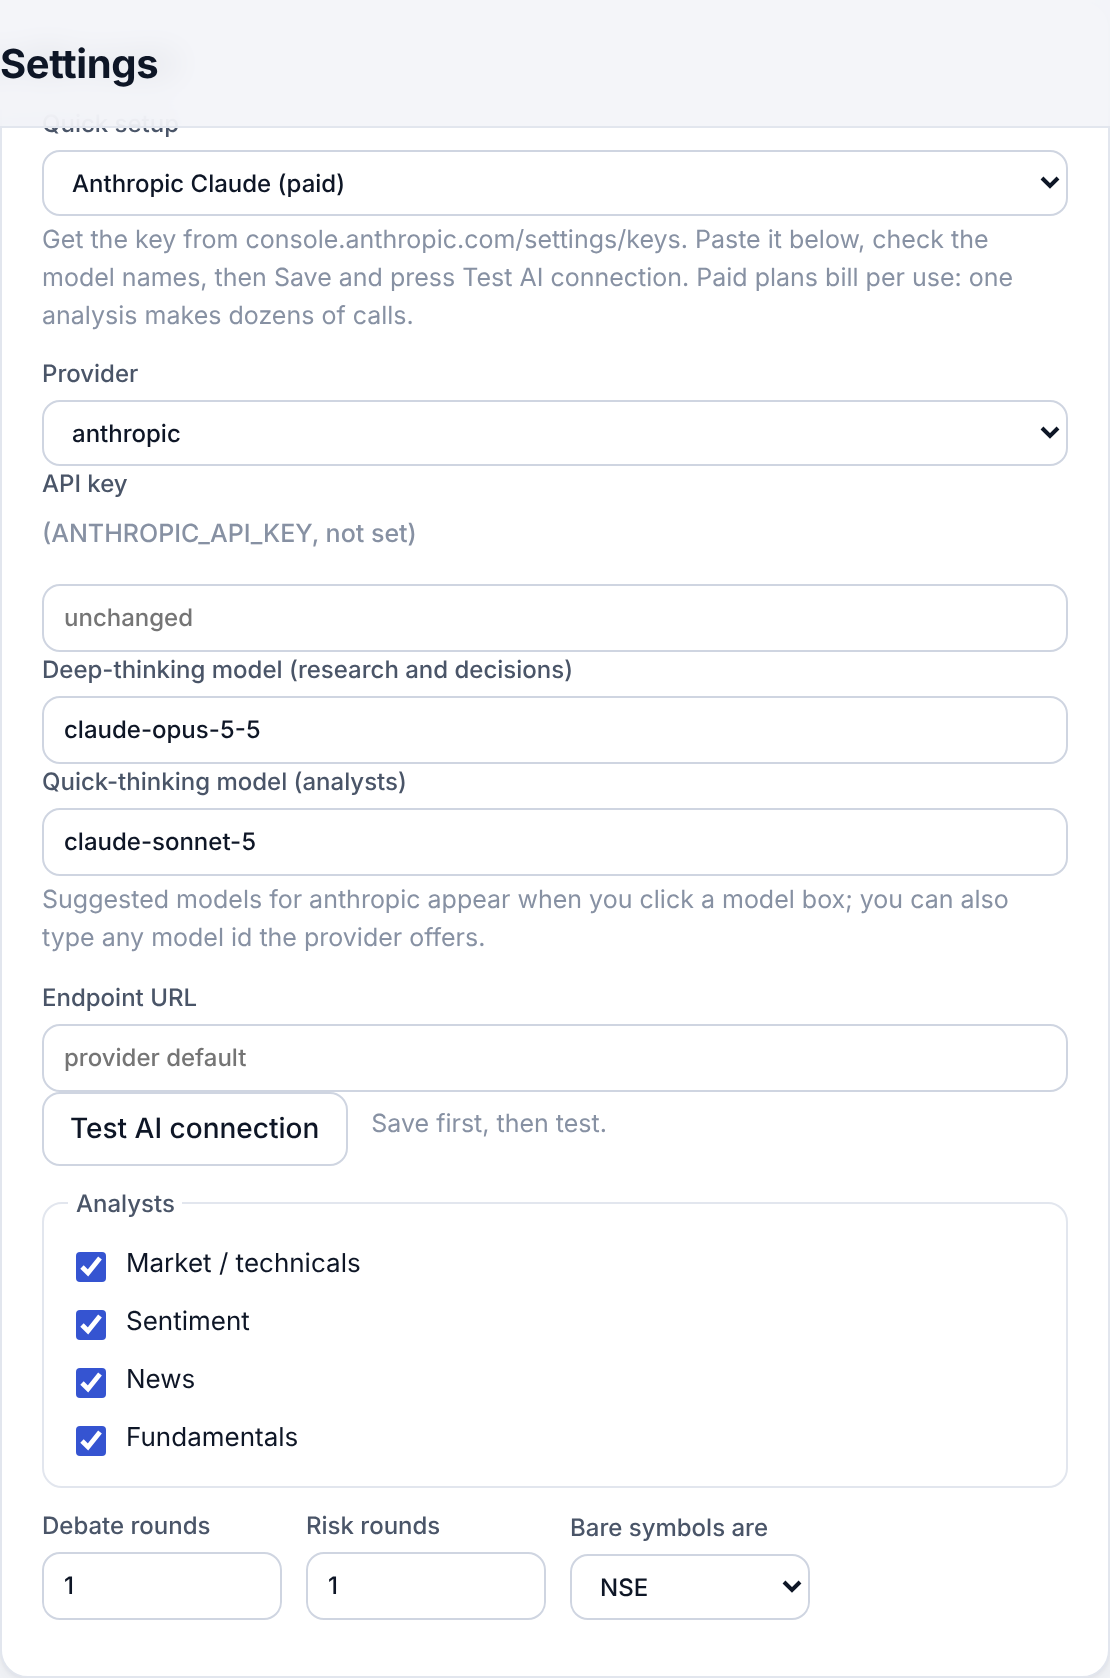 Settings
Quick setup
Anthropic Claude (paid)
Get the key from console.anthropic.com/settings/keys. Paste it below, check the
model names, then Save and press Test AI connection. Paid plans bill per use: one
analysis makes dozens of calls.
Provider
anthropic
API key
(ANTHROPIC_API_KEY, not set)
unchanged
Deep-thinking model (research and decisions)
claude-opus-5-5
Quick-thinking model (analysts)
claude-sonnet-5
Suggested models for anthropic appear when you click a model box; you can also
type any model id the provider offers.
Endpoint URL
provider default
Test AI connection
Save first, then test.
Analysts
Market / technicals
Sentiment
News
Fundamentals
Debate rounds
Risk rounds
Bare symbols are
1
1
NSE